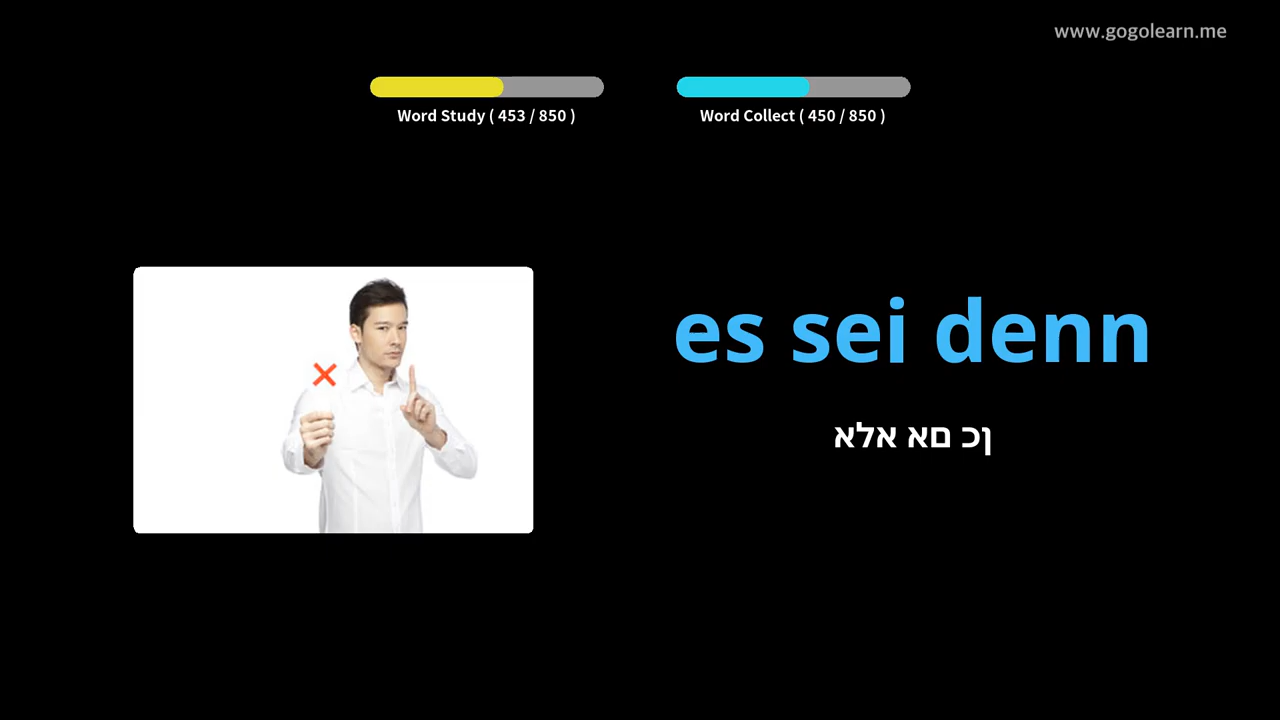 www.gogolearn.me
Word Study ( 453 / 850 )
Word Collect ( 450 / 850 )
es sei denn
אלא אם כן